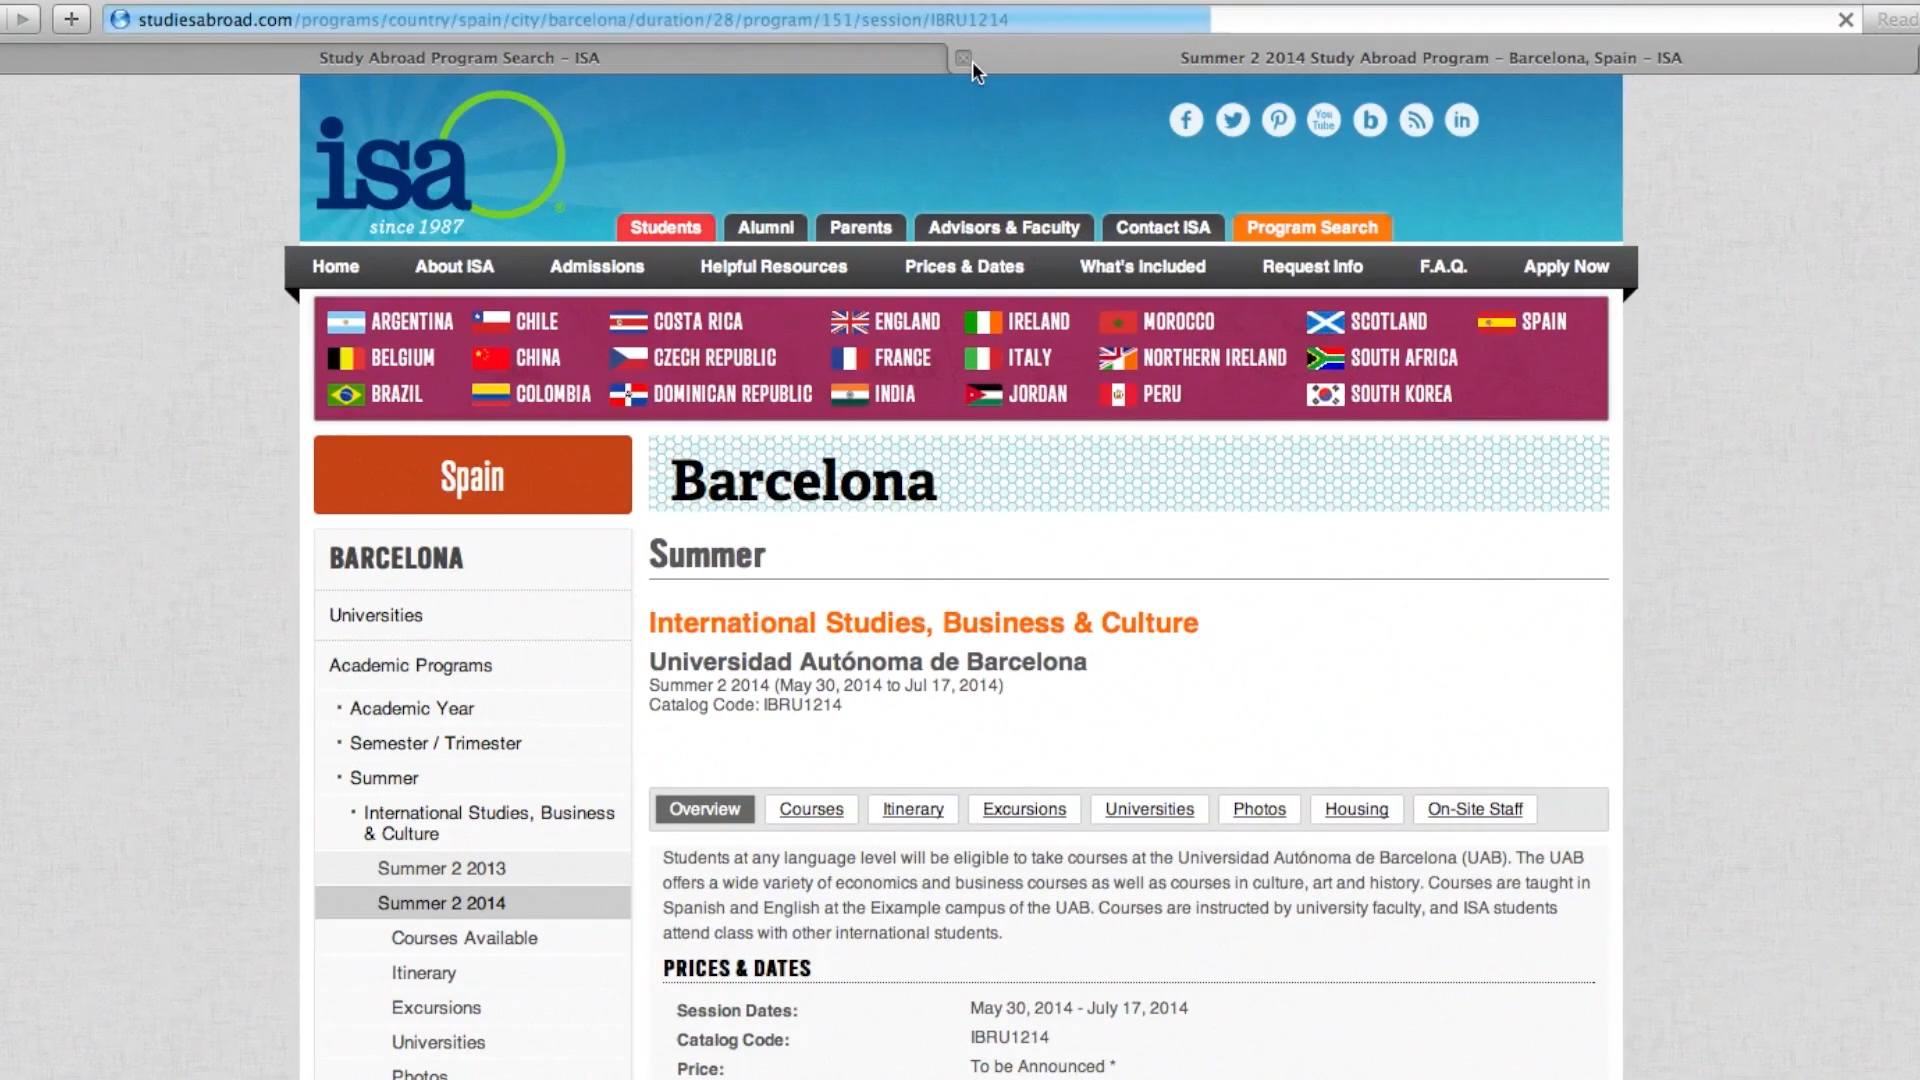 studiesabroad.com/programs/country/spain/city/barcelona/duration/28/program/151/session/IBRU1214
Read
Study Abroad Program Search – ISA
Summer 2 2014 Study Abroad Program – Barcelona, Spain – ISA
isa
since 1987
You Tube
Students
Alumni
Parents
Advisors & Faculty
Contact ISA
Program Search
Home
About ISA
Admissions
Helpful Resources
Prices & Dates
What's Included
Request Info
F.A.Q.
Apply Now
ARGENTINA CHILE COSTA RICA ENGLAND IRELAND MOROCCO SCOTLAND SPAIN
BELGIUM CHINA CZECH REPUBLIC FRANCE ITALY NORTHERN IRELAND SOUTH AFRICA
BRAZIL COLOMBIA DOMINICAN REPUBLIC INDIA JORDAN PERU SOUTH KOREA
Spain
BARCELONA
Universities
Academic Programs
· Academic Year
· Semester / Trimester
· Summer
· International Studies, Business
& Culture
Summer 2 2013
Summer 2 2014
Courses Available
Itinerary
Excursions
Universities
Photos
Barcelona
Summer
International Studies, Business & Culture
Universidad Autónoma de Barcelona
Summer 2 2014 (May 30, 2014 to Jul 17, 2014)
Catalog Code: IBRU1214
Overview
Courses
Itinerary
Excursions
Universities
Photos
Housing
On-Site Staff
Students at any language level will be eligible to take courses at the Universidad Autónoma de Barcelona (UAB). The UAB
offers a wide variety of economics and business courses as well as courses in culture, art and history. Courses are taught in
Spanish and English at the Eixample campus of the UAB. Courses are instructed by university faculty, and ISA students
attend class with other international students.
PRICES & DATES
Session Dates: May 30, 2014 - July 17, 2014
Catalog Code: IBRU1214
Price: To be Announced *